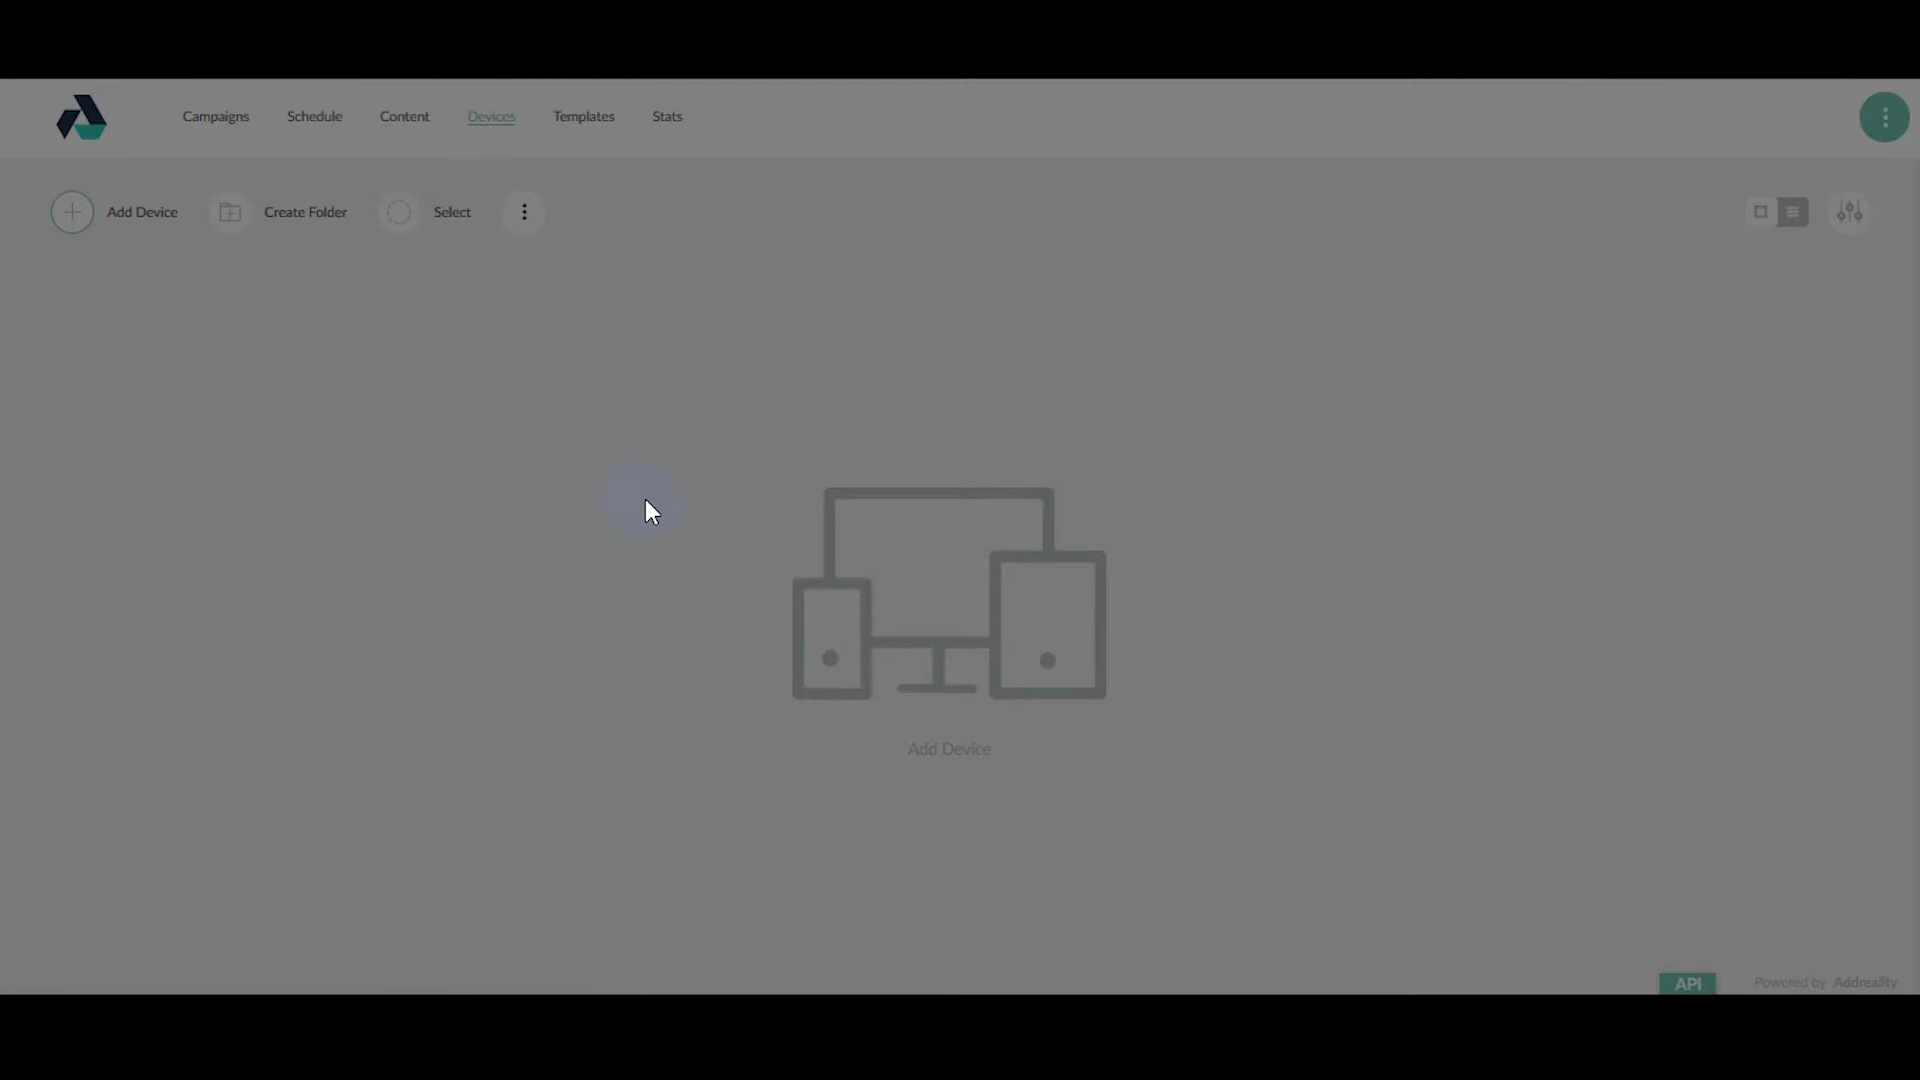 Campaigns Schedule Content Devices Templates Stats
Add Device Create Folder Select
Add Device
API Powered by Addreality